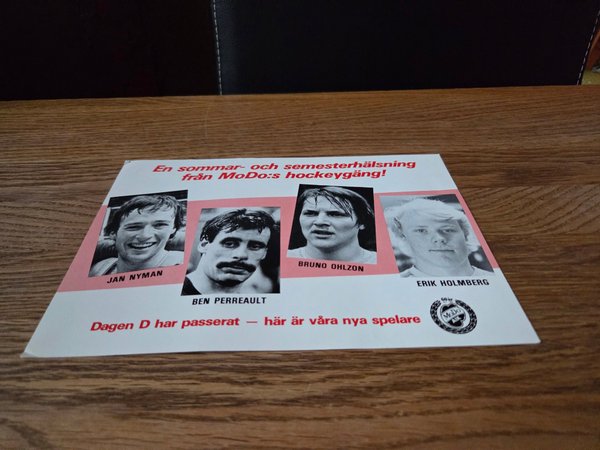 En sommar- och semesterhälsning
från MoDo:s hockeygäng!
JAN NYMAN
BEN PERREAULT
BRUNO OHLZON
ERIK HOLMBERG
Dagen D har passerat – här är våra nya spelare
MoDo